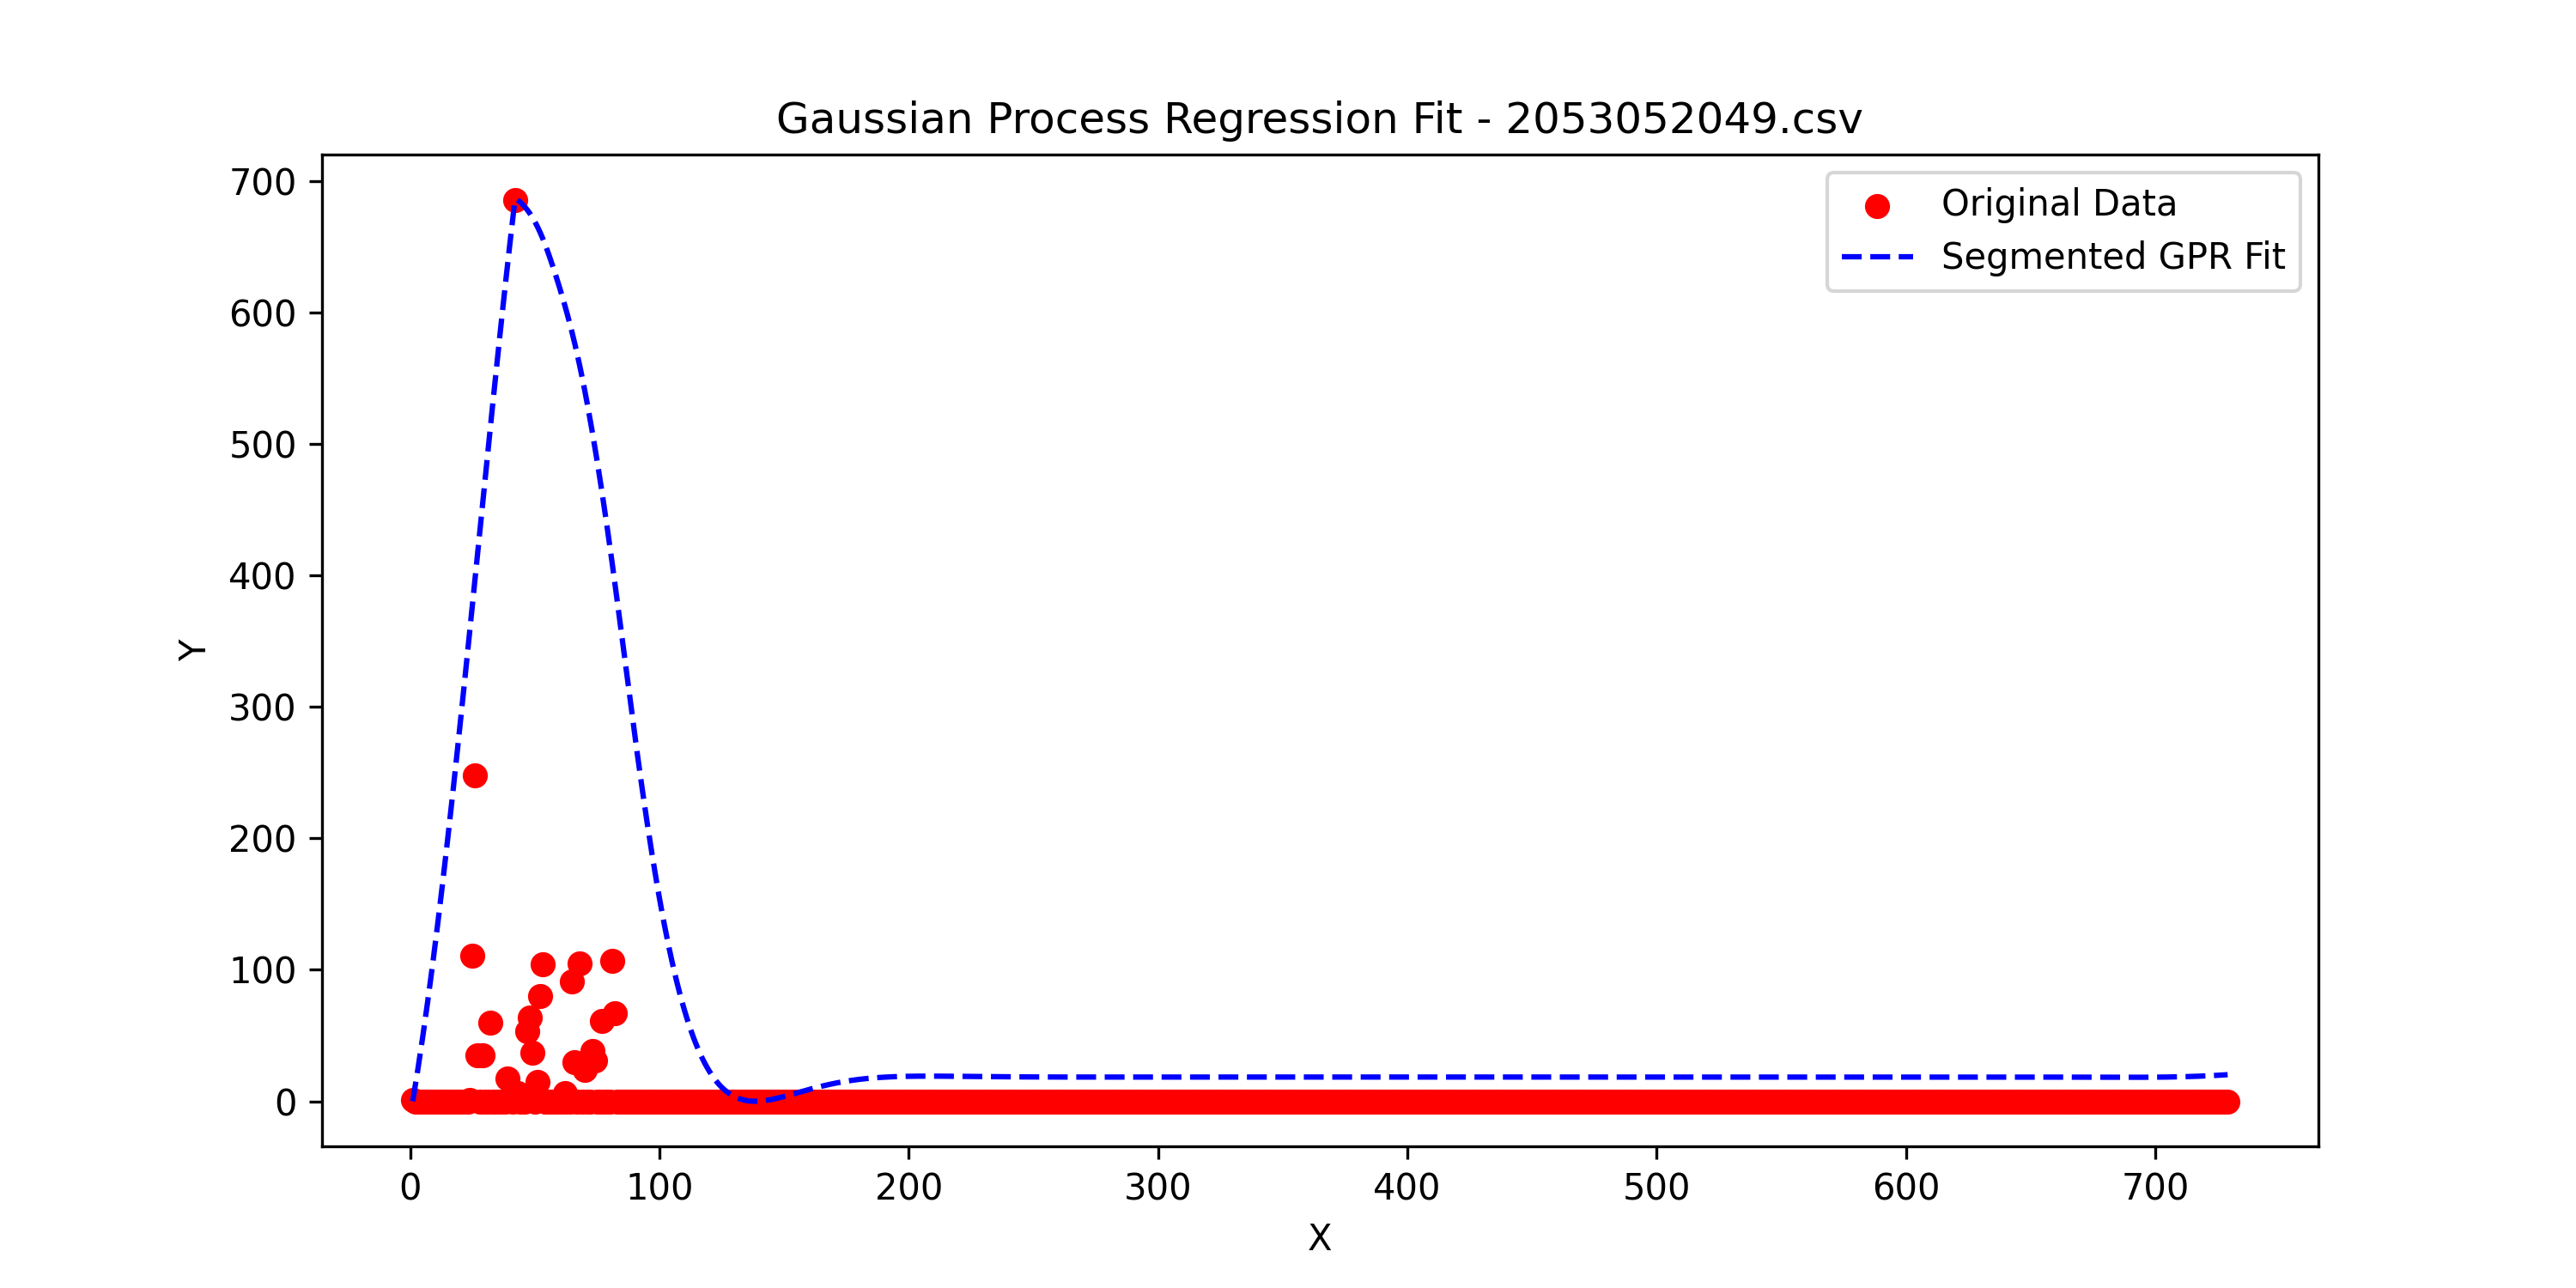 Gaussian Process Regression Fit - 2053052049.csv
Original Data
Segmented GPR Fit
700
600
500
400
300
200
100
0
Y
0 100 200 300 400 500 600 700
X